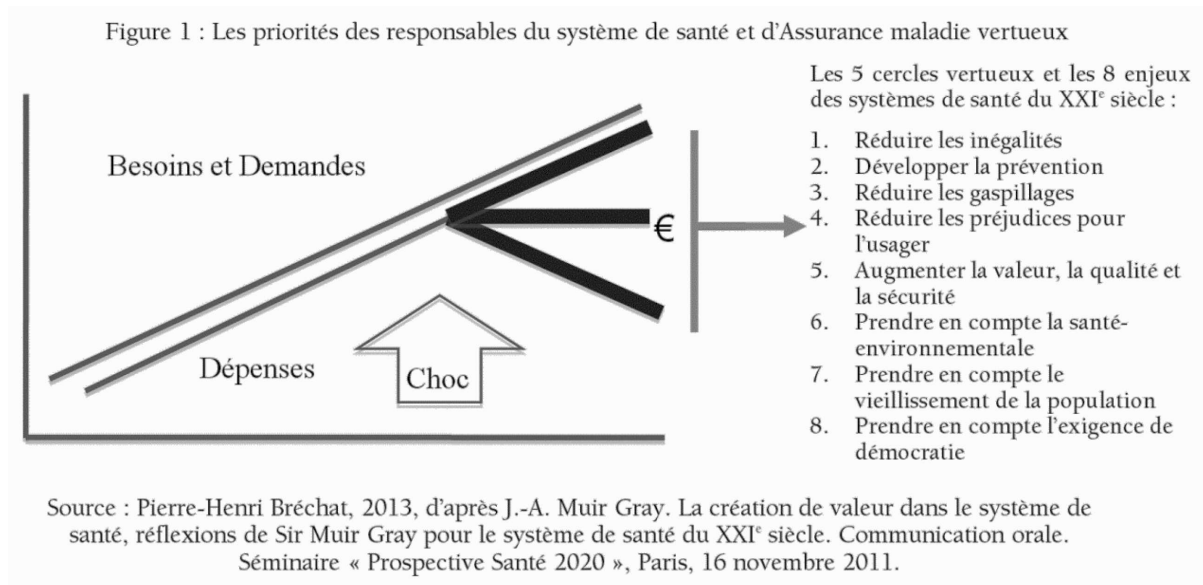 Figure 1 : Les priorités des responsables du système de santé et d'Assurance maladie vertueux
Besoins et Demandes
Dépenses
Choc
€
Les 5 cercles vertueux et les 8 enjeux
des systèmes de santé du XXIᵉ siècle :
1. Réduire les inégalités
2. Développer la prévention
3. Réduire les gaspillages
4. Réduire les préjudices pour
l'usager
5. Augmenter la valeur, la qualité et
la sécurité
6. Prendre en compte la santé-
environnementale
7. Prendre en compte le
vieillissement de la population
8. Prendre en compte l'exigence de
démocratie
Source : Pierre-Henri Bréchat, 2013, d'après J.-A. Muir Gray. La création de valeur dans le système de
santé, réflexions de Sir Muir Gray pour le système de santé du XXIᵉ siècle. Communication orale.
Séminaire « Prospective Santé 2020 », Paris, 16 novembre 2011.